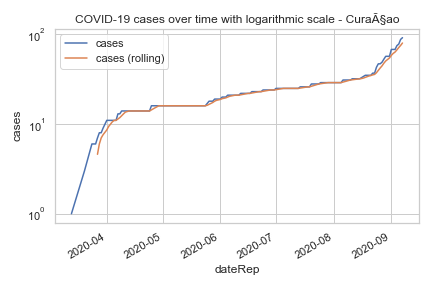 COVID-19 cases over time with logarithmic scale - CuraÃ§ao
cases
cases (rolling)
10²
10¹
10⁰
cases
2020-04
2020-05
2020-06
2020-07
2020-08
2020-09
dateRep